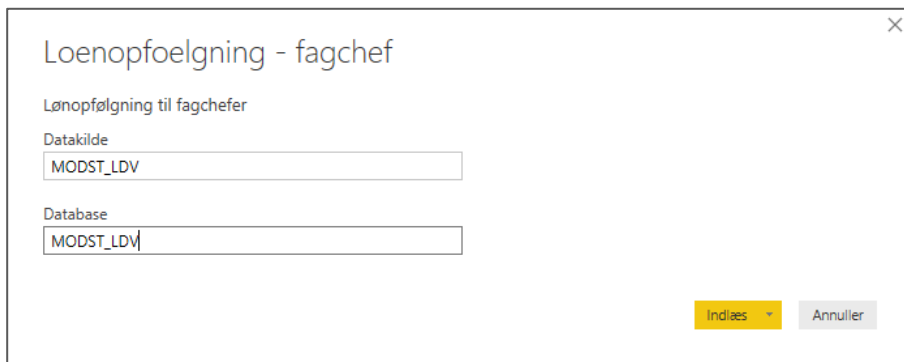 Loenopfoelgning - fagchef
Lønopfølgning til fagchefer
Datakilde
MODST_LDV
Database
MODST_LDV
Indlæs
Annuller